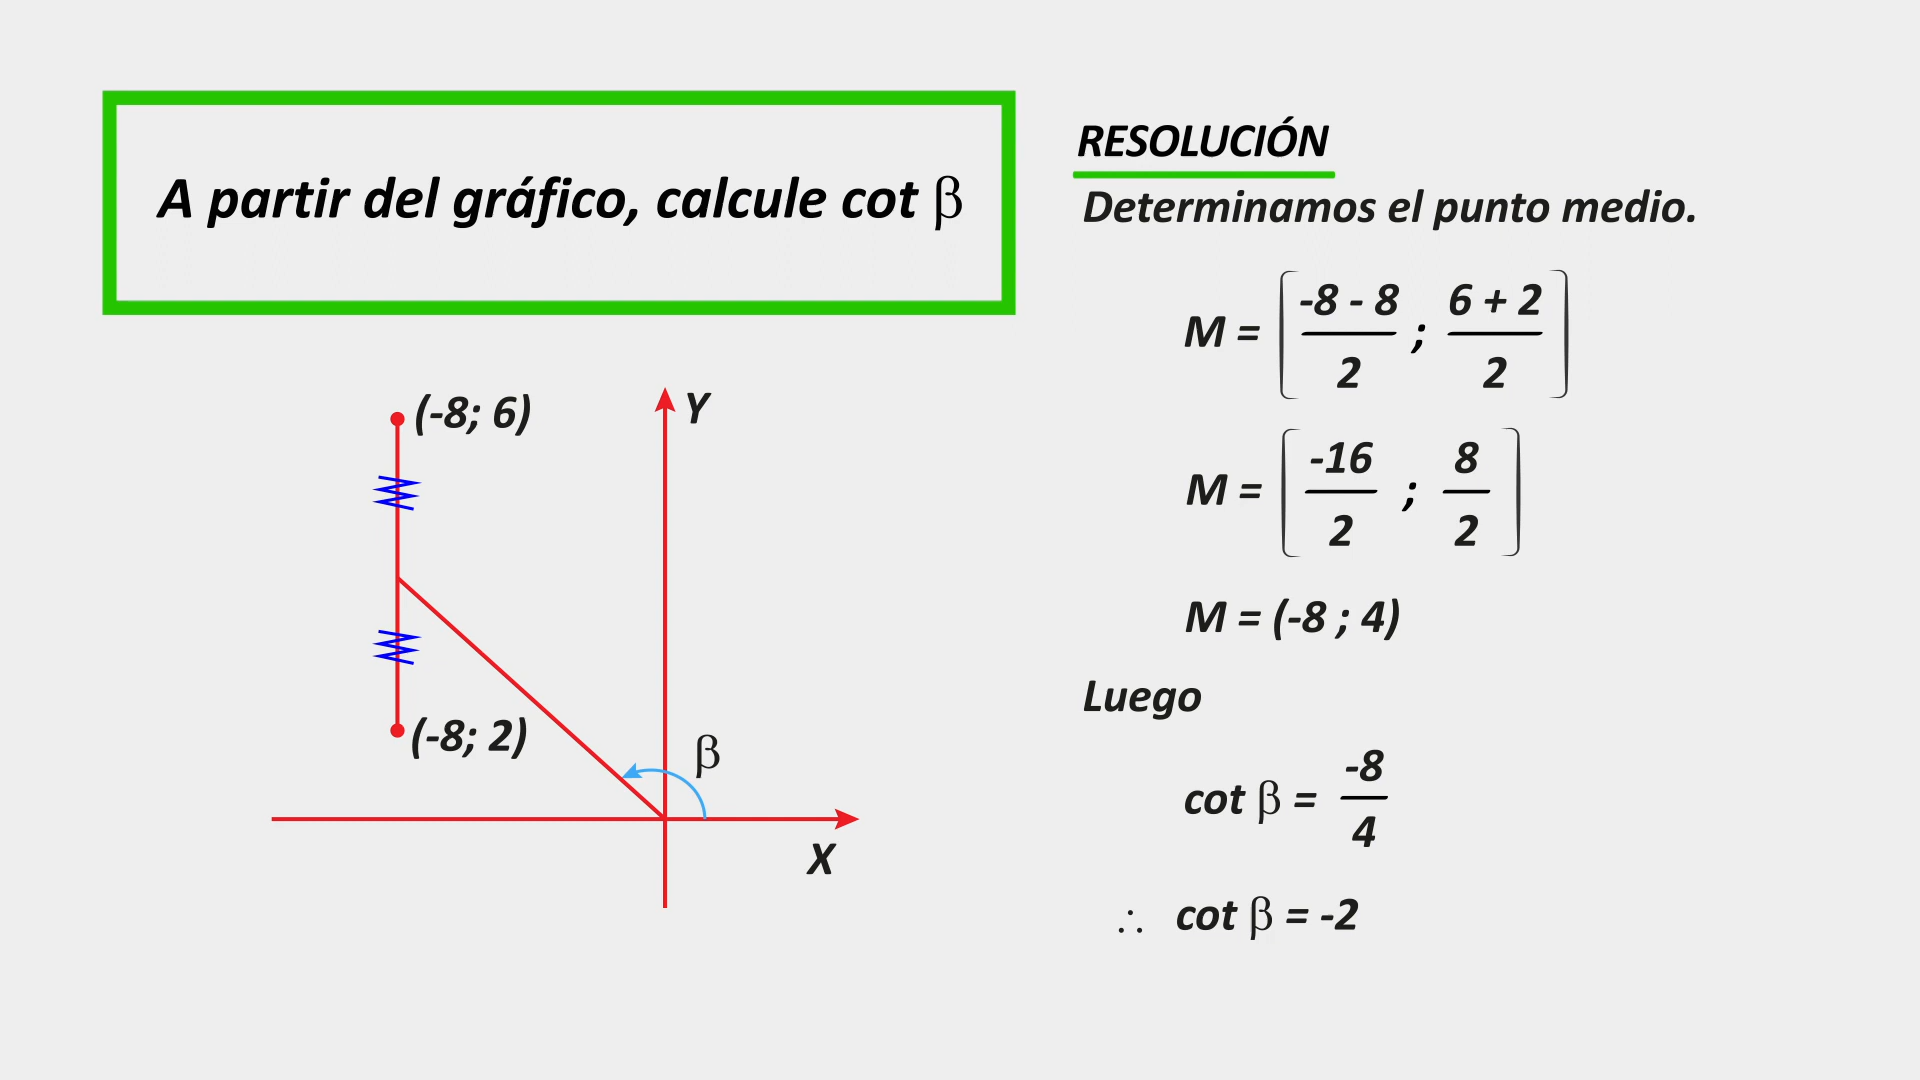 A partir del gráfico, calcule cot β
(-8; 6)
Y
(-8; 2)
β
X
RESOLUCIÓN
Determinamos el punto medio.
M = [ -8 - 8 / 2 ; 6 + 2 / 2 ]
M = [ -16 / 2 ; 8 / 2 ]
M = (-8 ; 4)
Luego
cot β = -8 / 4
∴ cot β = -2